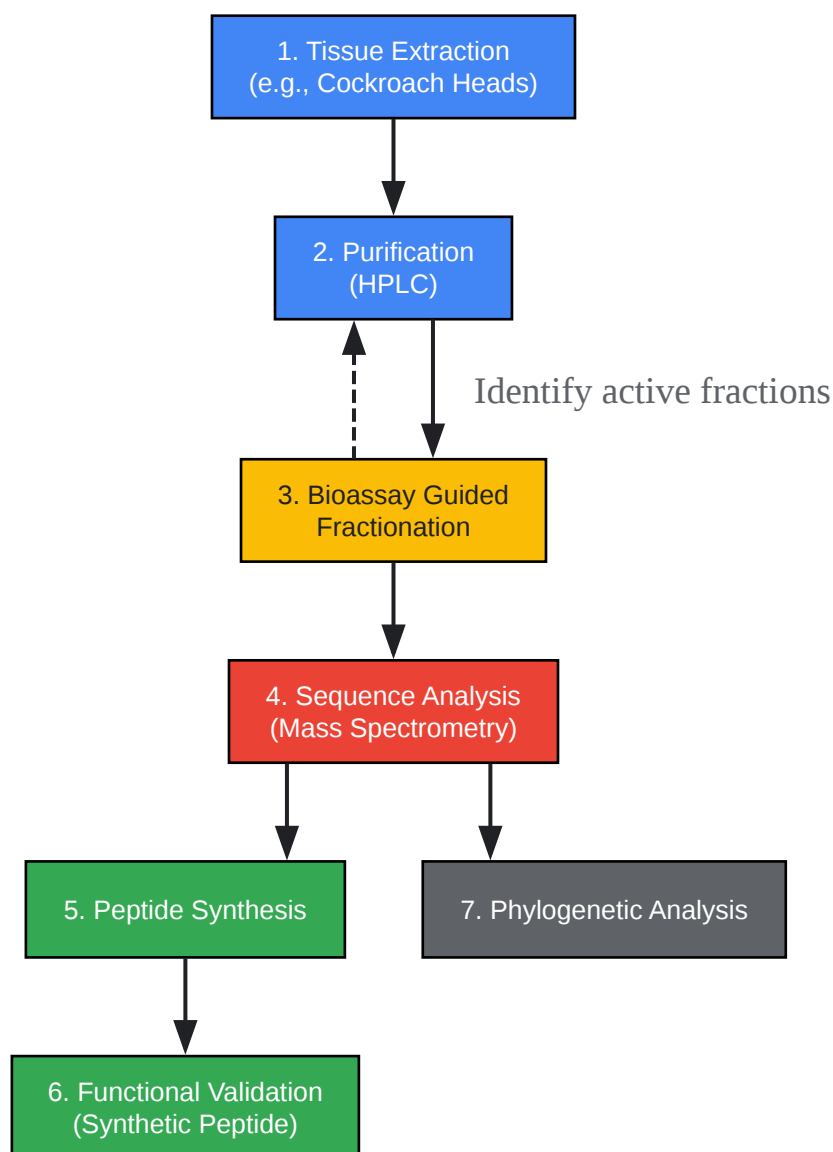 1. Tissue Extraction
(e.g., Cockroach Heads)
2. Purification
(HPLC)
Identify active fractions
3. Bioassay Guided
Fractionation
4. Sequence Analysis
(Mass Spectrometry)
5. Peptide Synthesis
7. Phylogenetic Analysis
6. Functional Validation
(Synthetic Peptide)